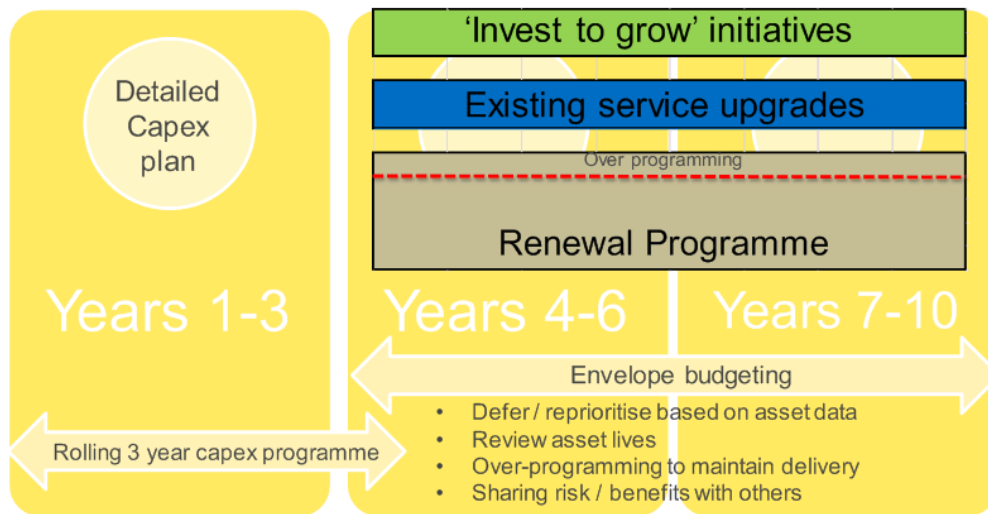 Detailed
Capex
plan
Years 1-3
‘Invest to grow’ initiatives
Existing service upgrades
Over programming
Renewal Programme
Years 4-6
Years 7-10
Envelope budgeting
• Defer / reprioritise based on asset data
• Review asset lives
• Over-programming to maintain delivery
• Sharing risk / benefits with others
Rolling 3 year capex programme